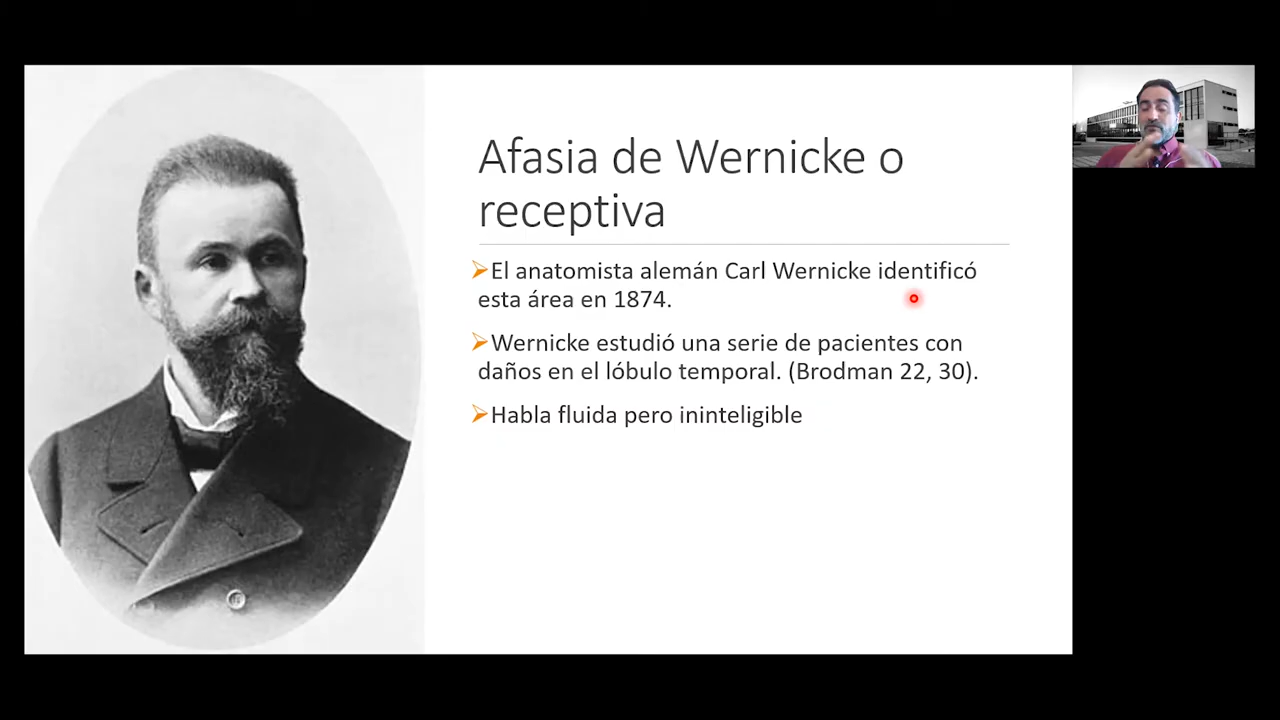 Afasia de Wernicke o
receptiva
El anatomista alemán Carl Wernicke identificó
esta área en 1874.
Wernicke estudió una serie de pacientes con
daños en el lóbulo temporal. (Brodman 22, 30).
Habla fluida pero ininteligible